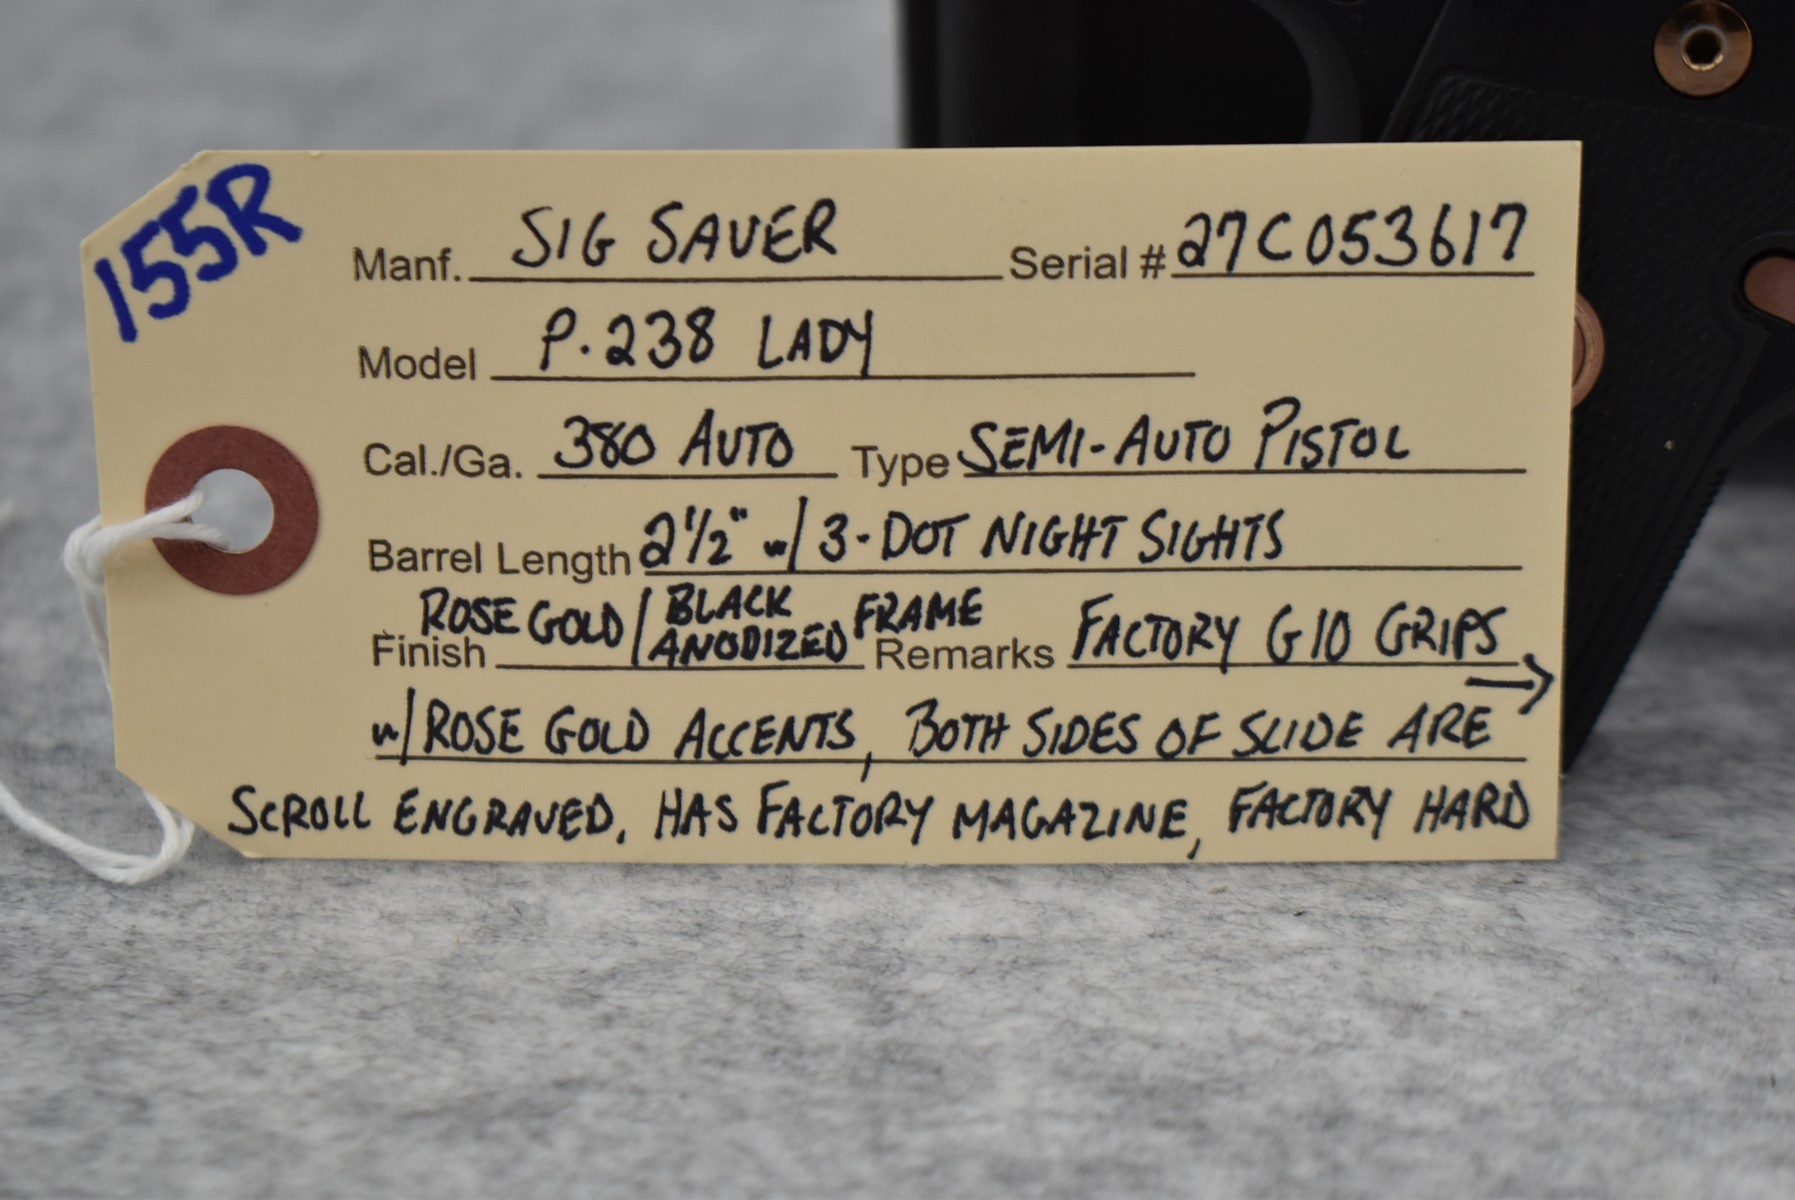 155R
Manf. SIG SAUER Serial # 27C053617
Model P.238 LADY
Cal./Ga. 380 AUTO Type SEMI-AUTO PISTOL
Barrel Length 2 1/2" w/ 3-DOT NIGHT SIGHTS
Finish ROSE GOLD / BLACK ANODIZED FRAME Remarks FACTORY G10 GRIPS →
w/ ROSE GOLD ACCENTS, BOTH SIDES OF SLIDE ARE
SCROLL ENGRAVED. HAS FACTORY MAGAZINE, FACTORY HARD